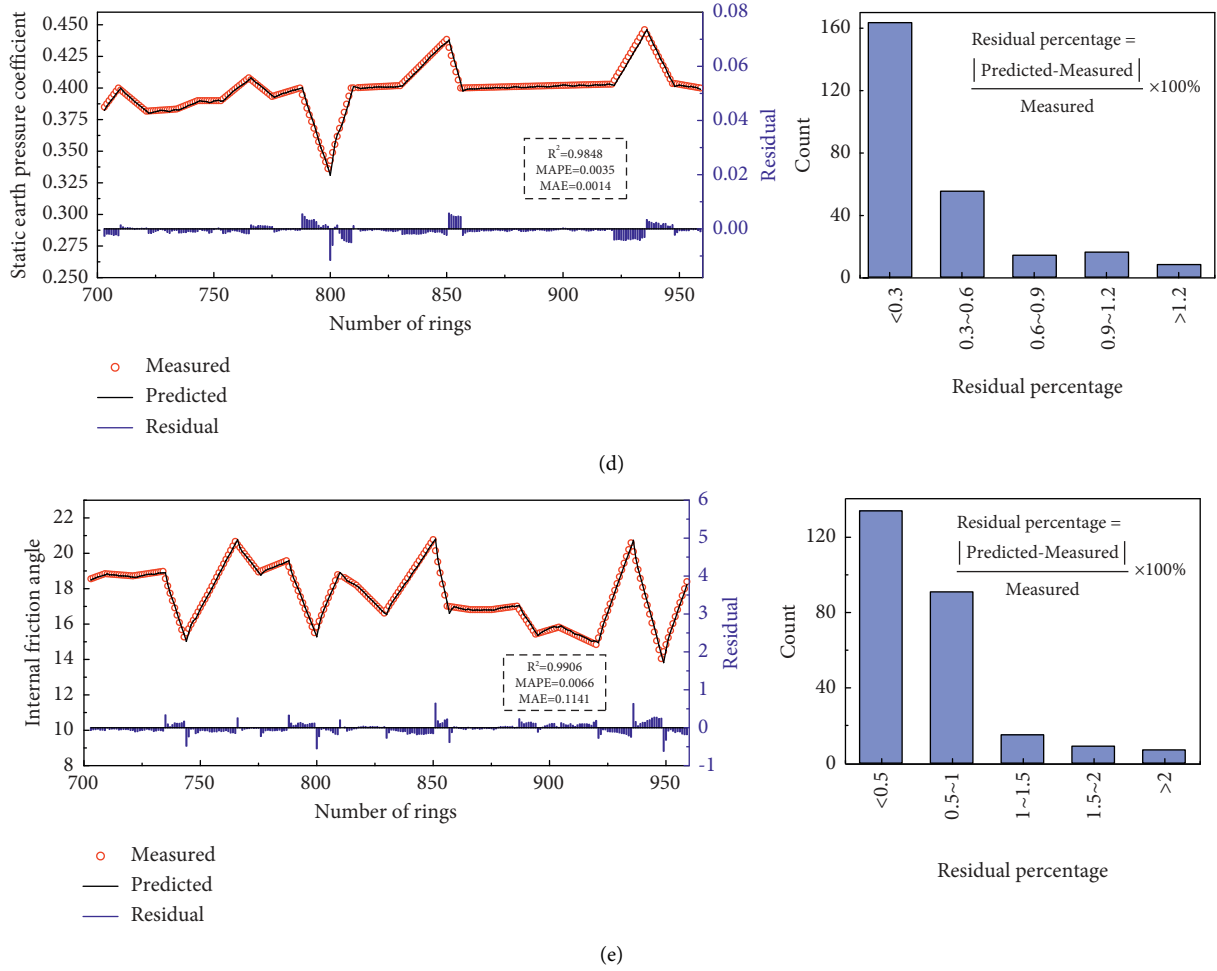 0.450
0.425
0.400
0.375
0.350
0.325
0.300
0.275
0.250
Static earth pressure coefficient
700
750
800
850
900
950
Number of rings
0.08
0.06
0.04
0.02
0.00
Residual
R²=0.9848
MAPE=0.0035
MAE=0.0014
Measured
Predicted
Residual
160
120
80
40
0
Count
Residual percentage =
|Predicted-Measured|
Measured
×100%
<0.3
0.3~0.6
0.6~0.9
0.9~1.2
>1.2
Residual percentage
(d)
22
20
18
16
14
12
10
8
Internal friction angle
700
750
800
850
900
950
Number of rings
6
5
4
3
2
1
0
-1
Residual
R²=0.9906
MAPE=0.0066
MAE=0.1141
Measured
Predicted
Residual
120
80
40
0
Count
Residual percentage =
|Predicted-Measured|
Measured
×100%
<0.5
0.5~1
1~1.5
1.5~2
>2
Residual percentage
(e)